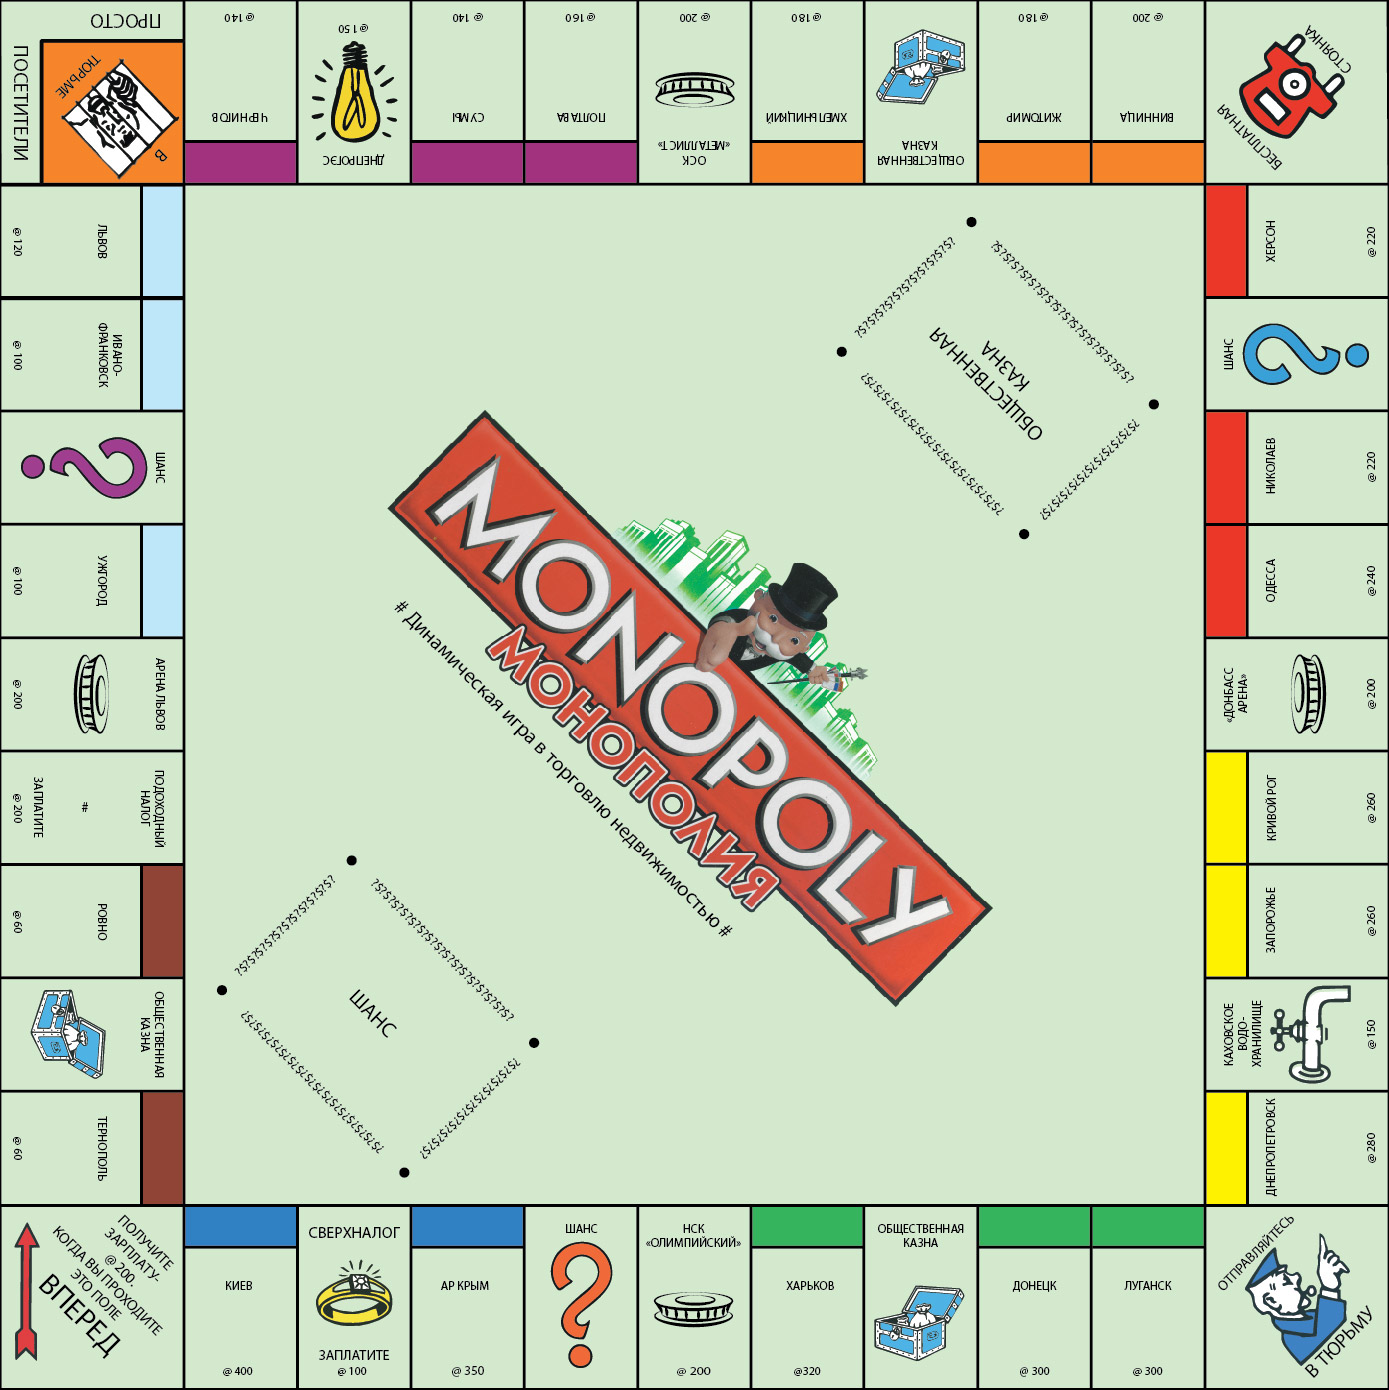 ПРОСТО
ПОСЕТИТЕЛИ
В
ТЮРЬМЕ
@140
ЧЕРНИГОВ
@ 150
ДНЕПРОГЭС
@ 140
СУМЫ
@ 160
ПОЛТАВА
@ 200
ОСК
«МЕТАЛЛИСТ»
@ 180
ХМЕЛЬНИЦКИЙ
ОБЩЕСТВЕННАЯ
КАЗНА
@ 180
ЖИТОМИР
@ 200
ВИННИЦА
БЕСПЛАТНАЯ
СТОЯНКА
ХЕРСОН
@ 220
ШАНС
?
НИКОЛАЕВ
@ 220
ОДЕССА
@240
«ДОНБАСС
АРЕНА»
@200
КРИВОЙ РОГ
@ 260
ЗАПОРОЖЬЕ
@260
КАХОВСКОЕ
ВОДО-
ХРАНИЛИЩЕ
@150
ДНЕПРОПЕТРОВСК
@ 280
ОТПРАВЛЯЙТЕСЬ
В ТЮРЬМУ
ЛУГАНСК
@ 300
ДОНЕЦК
@ 300
ОБЩЕСТВЕННАЯ
КАЗНА
ХАРЬКОВ
@320
НСК
«ОЛИМПИЙСКИЙ»
@ 200
ШАНС
?
АР КРЫМ
@ 350
СВЕРХНАЛОГ
ЗАПЛАТИТЕ
@ 100
КИЕВ
@ 400
ПОЛУЧИТЕ
ЗАРПЛАТУ-
@ 200.
КОГДА ВЫ ПРОХОДИТЕ
ЭТО ПОЛЕ
ВПЕРЕД
ТЕРНОПОЛЬ
@ 60
ОБЩЕСТВЕННАЯ
КАЗНА
РОВНО
@ 60
ПОДОХОДНЫЙ
НАЛОГ
#
ЗАПЛАТИТЕ
@ 200
АРЕНА ЛЬВОВ
@ 200
УЖГОРОД
@ 100
ШАНС
?
ИВАНО-
ФРАНКОВСК
@ 100
ЛЬВОВ
@ 120
ОБЩЕСТВЕННАЯ
КАЗНА
MONOPOLY
МОНОПОЛИЯ
# Динамическая игра в торговлю недвижимостью #
ШАНС